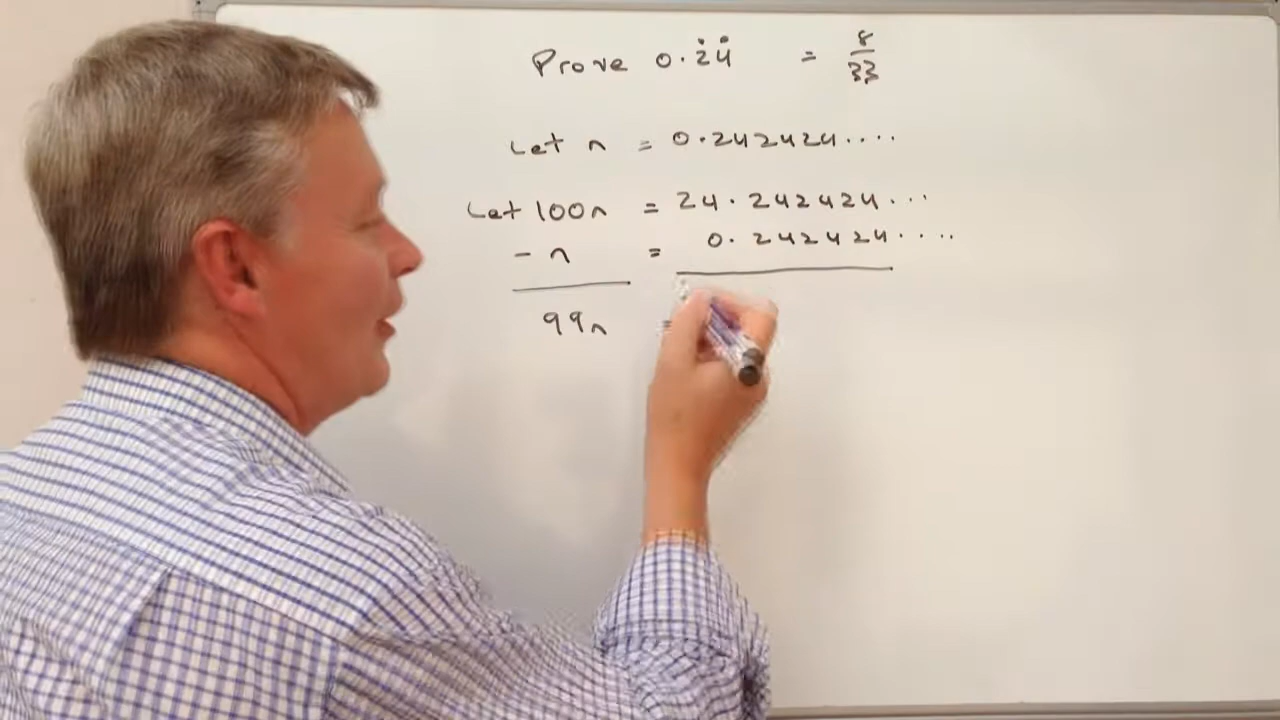 Prove 0.2̇4̇ = 8/33
Let n = 0.242424....
Let 100n = 24.242424...
- n = 0.242424....
99n =